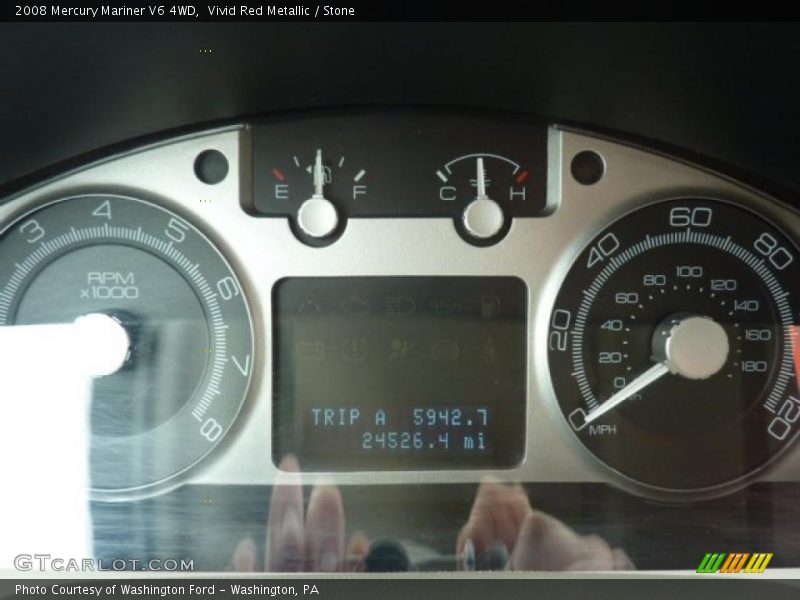 2008 Mercury Mariner V6 4WD,  Vivid Red Metallic / Stone
E F
C H
3 4 5 6 7 8
RPM
x1000
20 40 60 80
0 20 40 60 80 100 120 140 160 180
0
MPH
120
TRIP A  5942.7
24526.4 mi
GTCARLOT.COM
Photo Courtesy of Washington Ford - Washington, PA